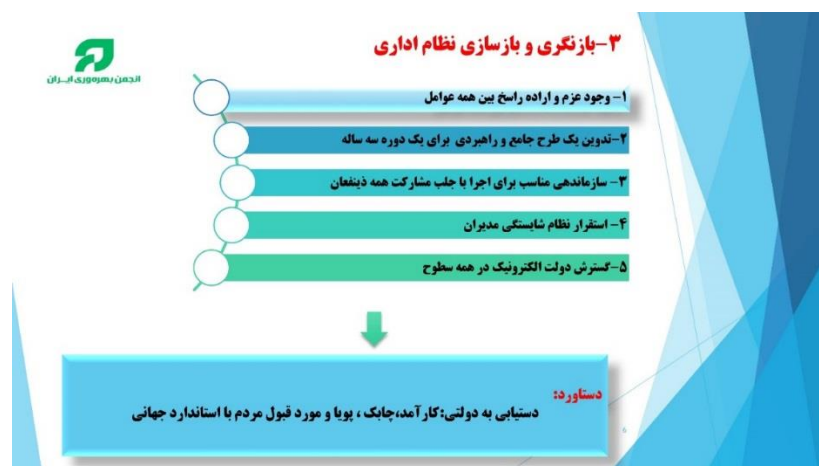 ۳-بازنگری و بازسازی نظام اداری
انجمن بهره‌وری ایـران
۱- وجود عزم و اراده راسخ بین همه عوامل
۲-تدوین یک طرح جامع و راهبردی برای یک دوره سه ساله
۳- سازماندهی مناسب برای اجرا با جلب مشارکت همه ذینفعان
۴- استقرار نظام شایستگی مدیران
۵-گسترش دولت الکترونیک در همه سطوح
دستاورد:
دستیابی به دولتی:کارآمد،چابک ، پویا و مورد قبول مردم با استاندارد جهانی
6